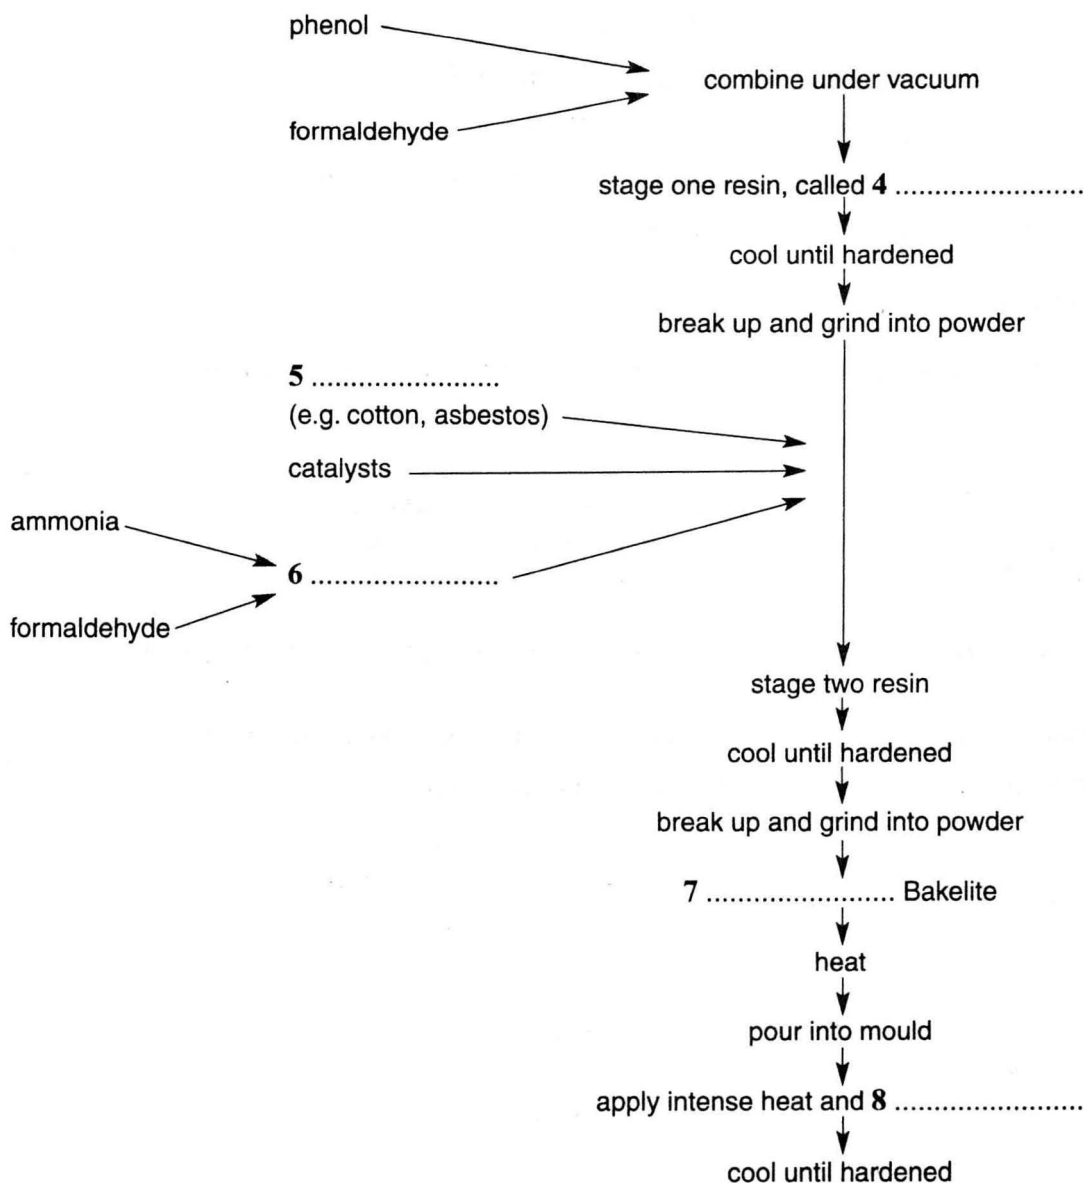 phenol
combine under vacuum
formaldehyde
stage one resin, called 4 ........................
cool until hardened
break up and grind into powder
5 ........................
(e.g. cotton, asbestos)
catalysts
ammonia
6 ........................
formaldehyde
stage two resin
cool until hardened
break up and grind into powder
7 ........................ Bakelite
heat
pour into mould
apply intense heat and 8 ........................
cool until hardened